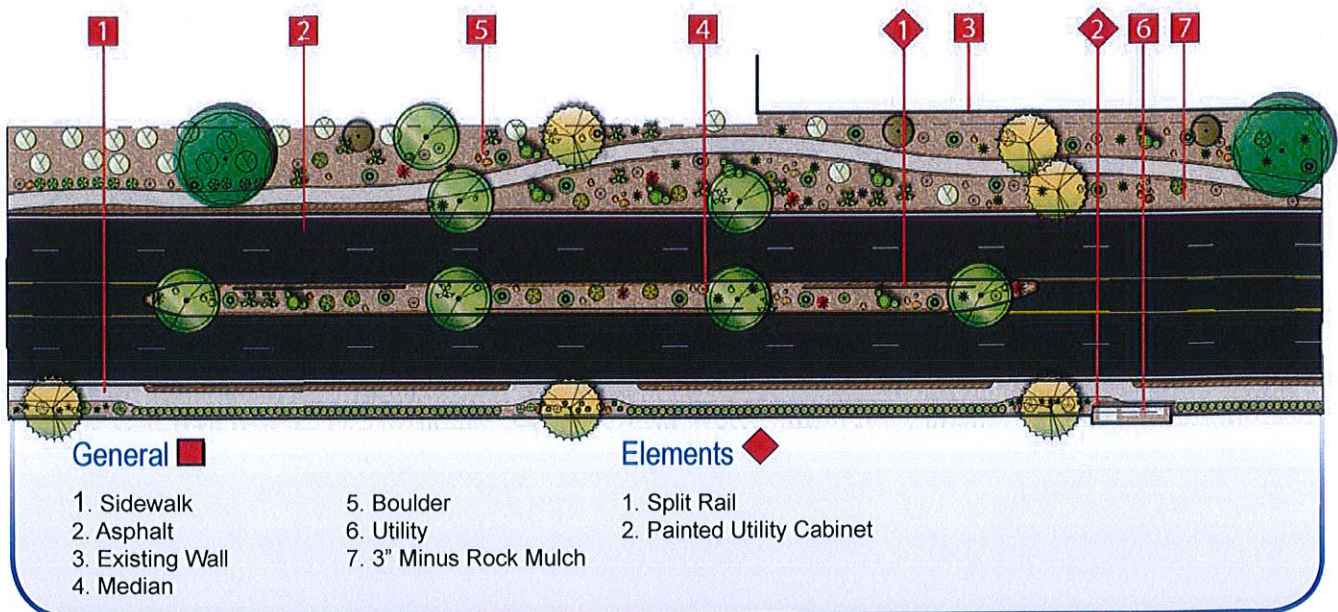 1 2 5 4 1 3 2 6 7
General Elements
1. Sidewalk 5. Boulder 1. Split Rail
2. Asphalt 6. Utility 2. Painted Utility Cabinet
3. Existing Wall 7. 3” Minus Rock Mulch
4. Median